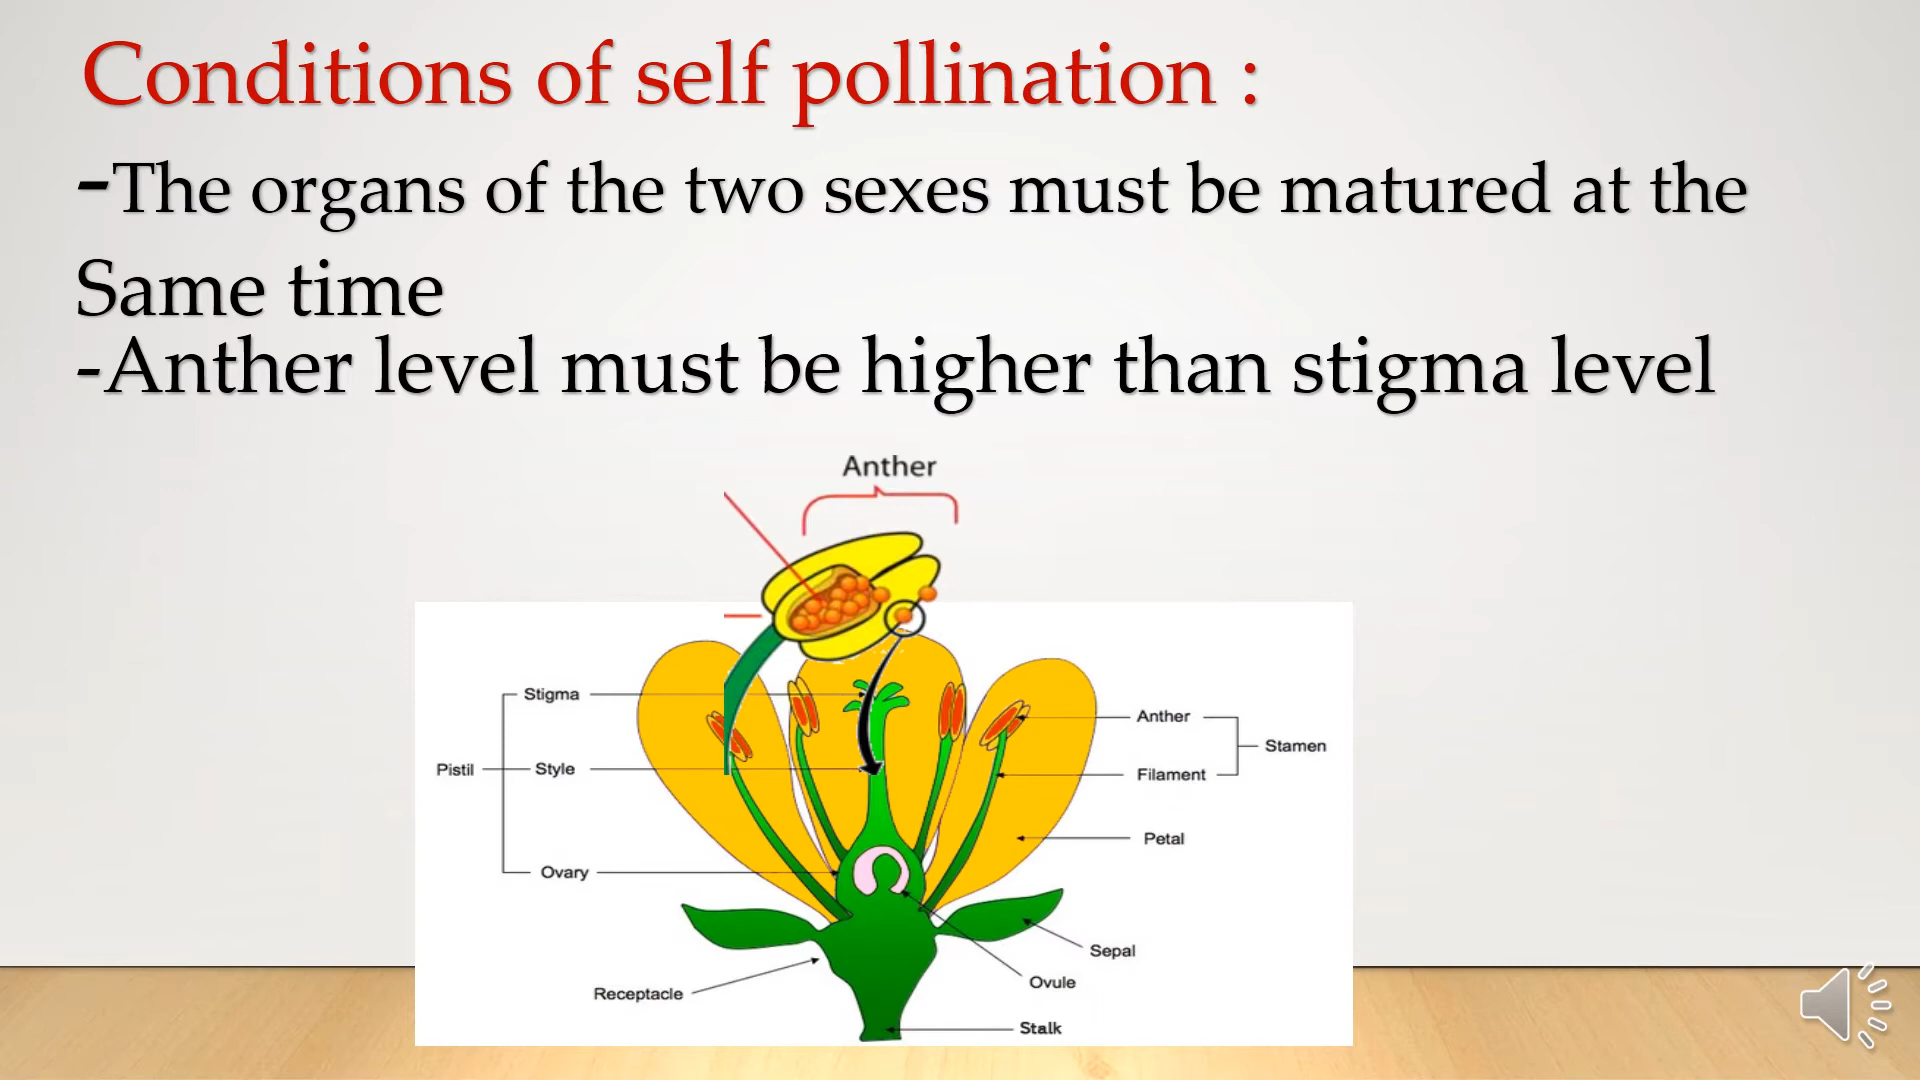 Conditions of self pollination :
-The organs of the two sexes must be matured at the
Same time
-Anther level must be higher than stigma level
Anther
Stigma
Anther
Stamen
Pistil
Style
Filament
Petal
Ovary
Sepal
Ovule
Receptacle
Stalk